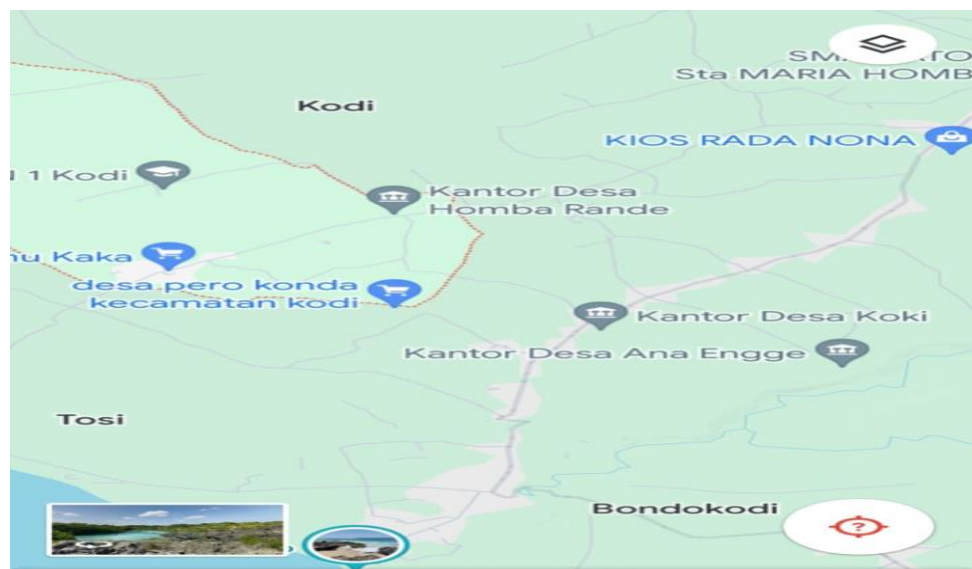 Sta MARIA HOMB
Kodi
KIOS RADA NONA
1 Kodi
Kantor Desa
Homba Rande
Kaka
desa pero konda
kecamatan kodi
Kantor Desa Koki
Kantor Desa Ana Engge
Tosi
Bondokodi
?